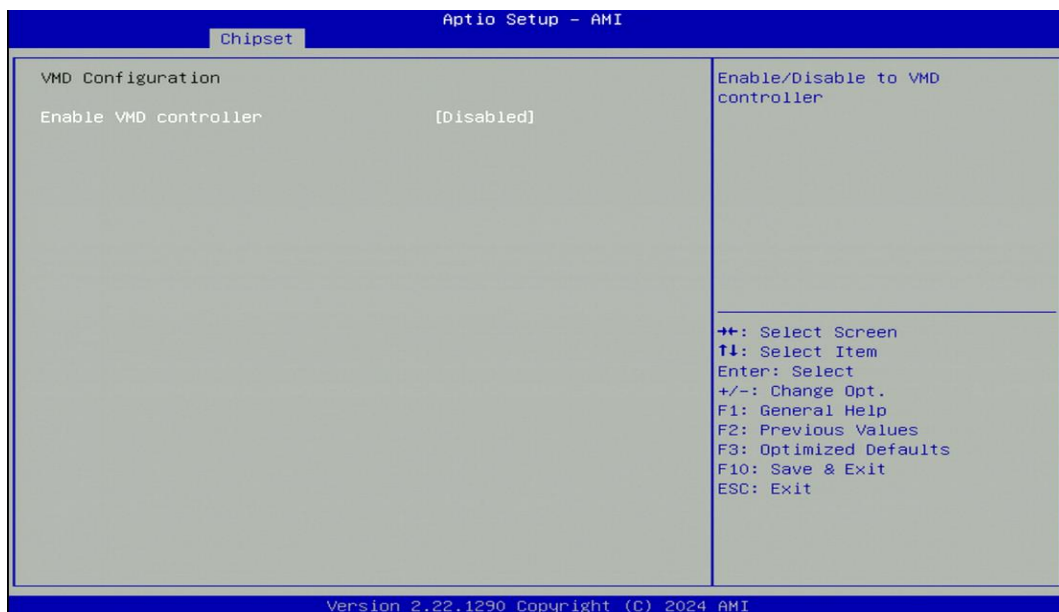 Aptio Setup – AMI
Chipset
VMD Configuration
Enable VMD controller [Disabled]
Enable/Disable to VMD
controller
→←: Select Screen
↑↓: Select Item
Enter: Select
+/-: Change Opt.
F1: General Help
F2: Previous Values
F3: Optimized Defaults
F10: Save & Exit
ESC: Exit
Version 2.22.1290 Copyright (C) 2024 AMI